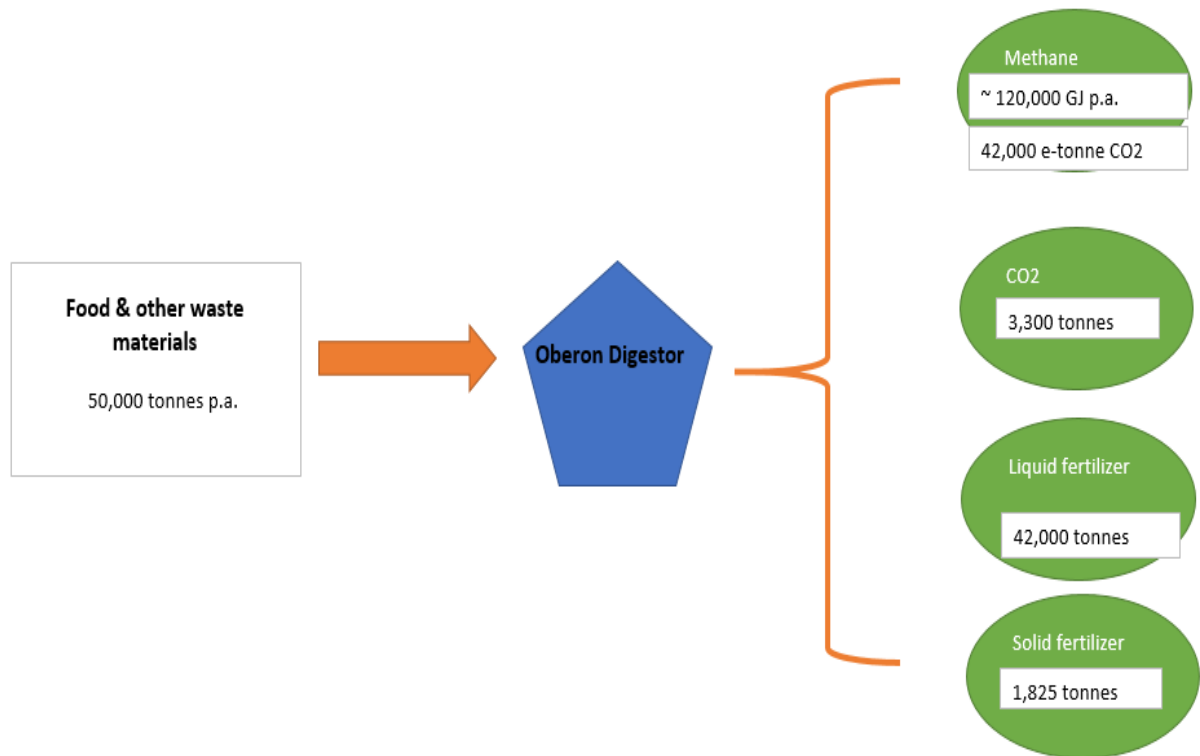 Food & other waste
materials
50,000 tonnes p.a.
Oberon Digestor
Methane
~ 120,000 GJ p.a.
42,000 e-tonne CO2
CO2
3,300 tonnes
Liquid fertilizer
42,000 tonnes
Solid fertilizer
1,825 tonnes